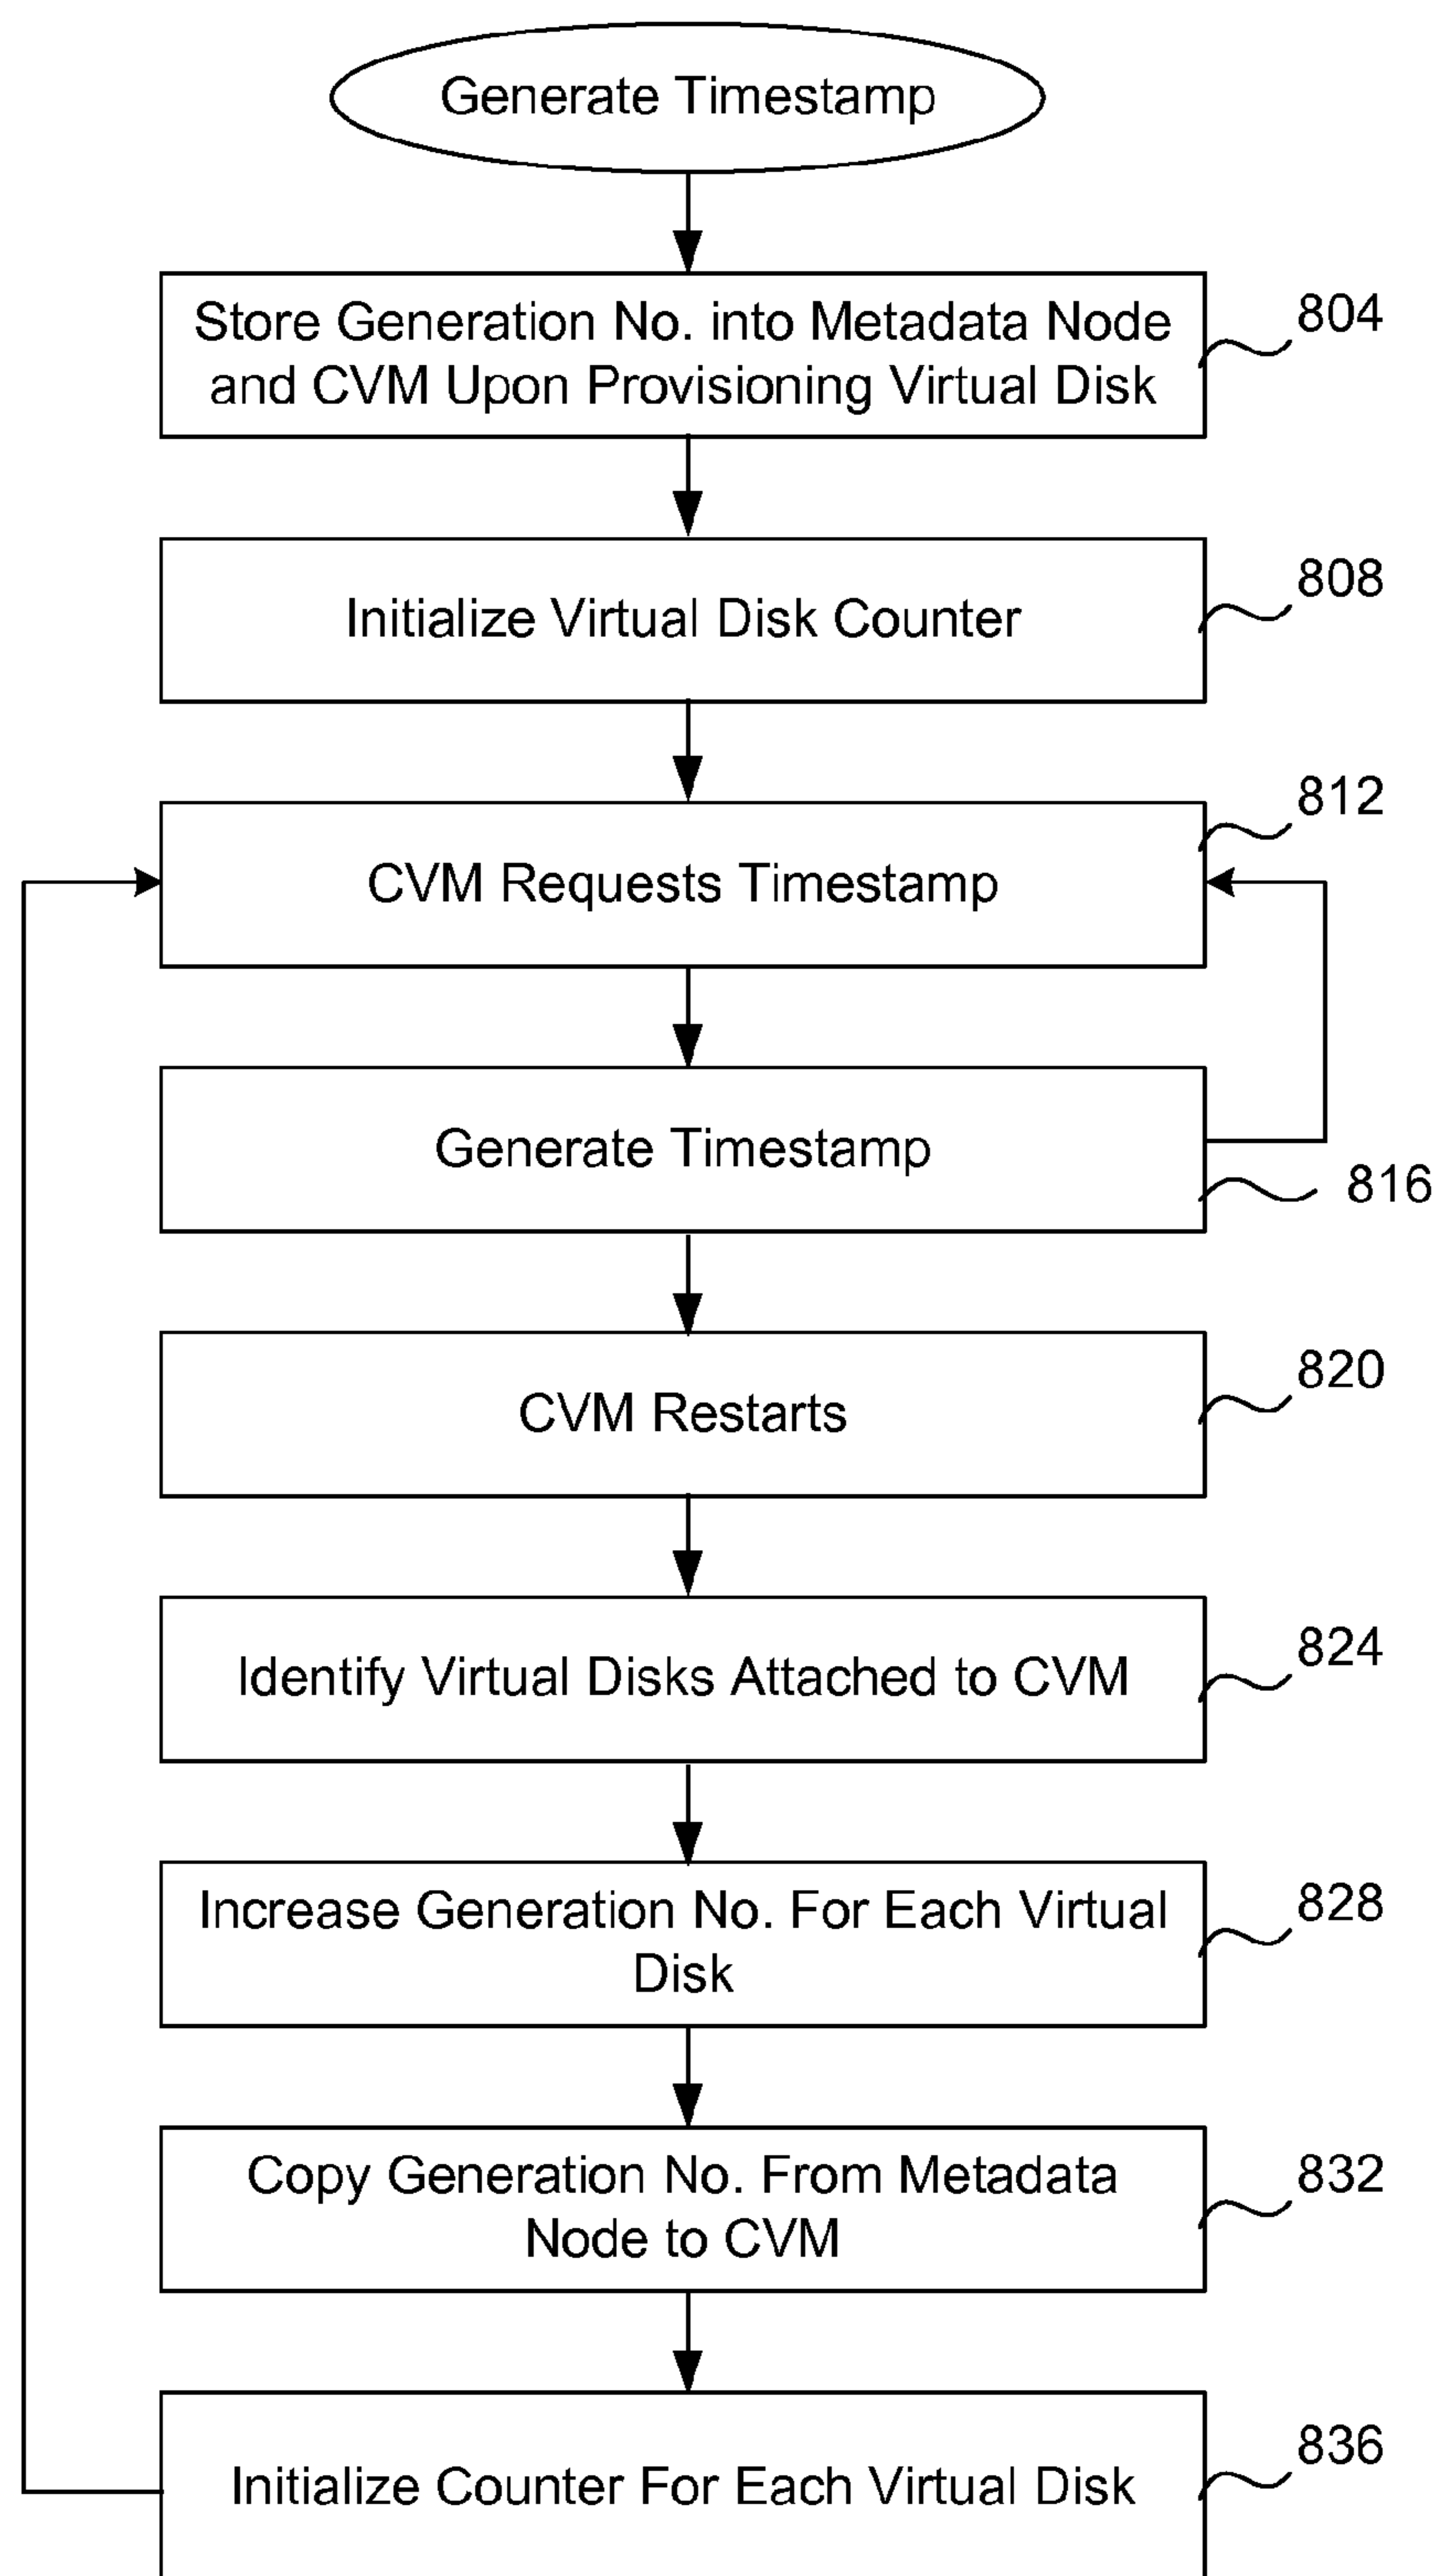 Generate Timestamp
Store Generation No. into Metadata Node
and CVM Upon Provisioning Virtual Disk
804
Initialize Virtual Disk Counter
808
CVM Requests Timestamp
812
Generate Timestamp
816
CVM Restarts
820
Identify Virtual Disks Attached to CVM
824
Increase Generation No. For Each Virtual
Disk
828
Copy Generation No. From Metadata
Node to CVM
832
Initialize Counter For Each Virtual Disk
836